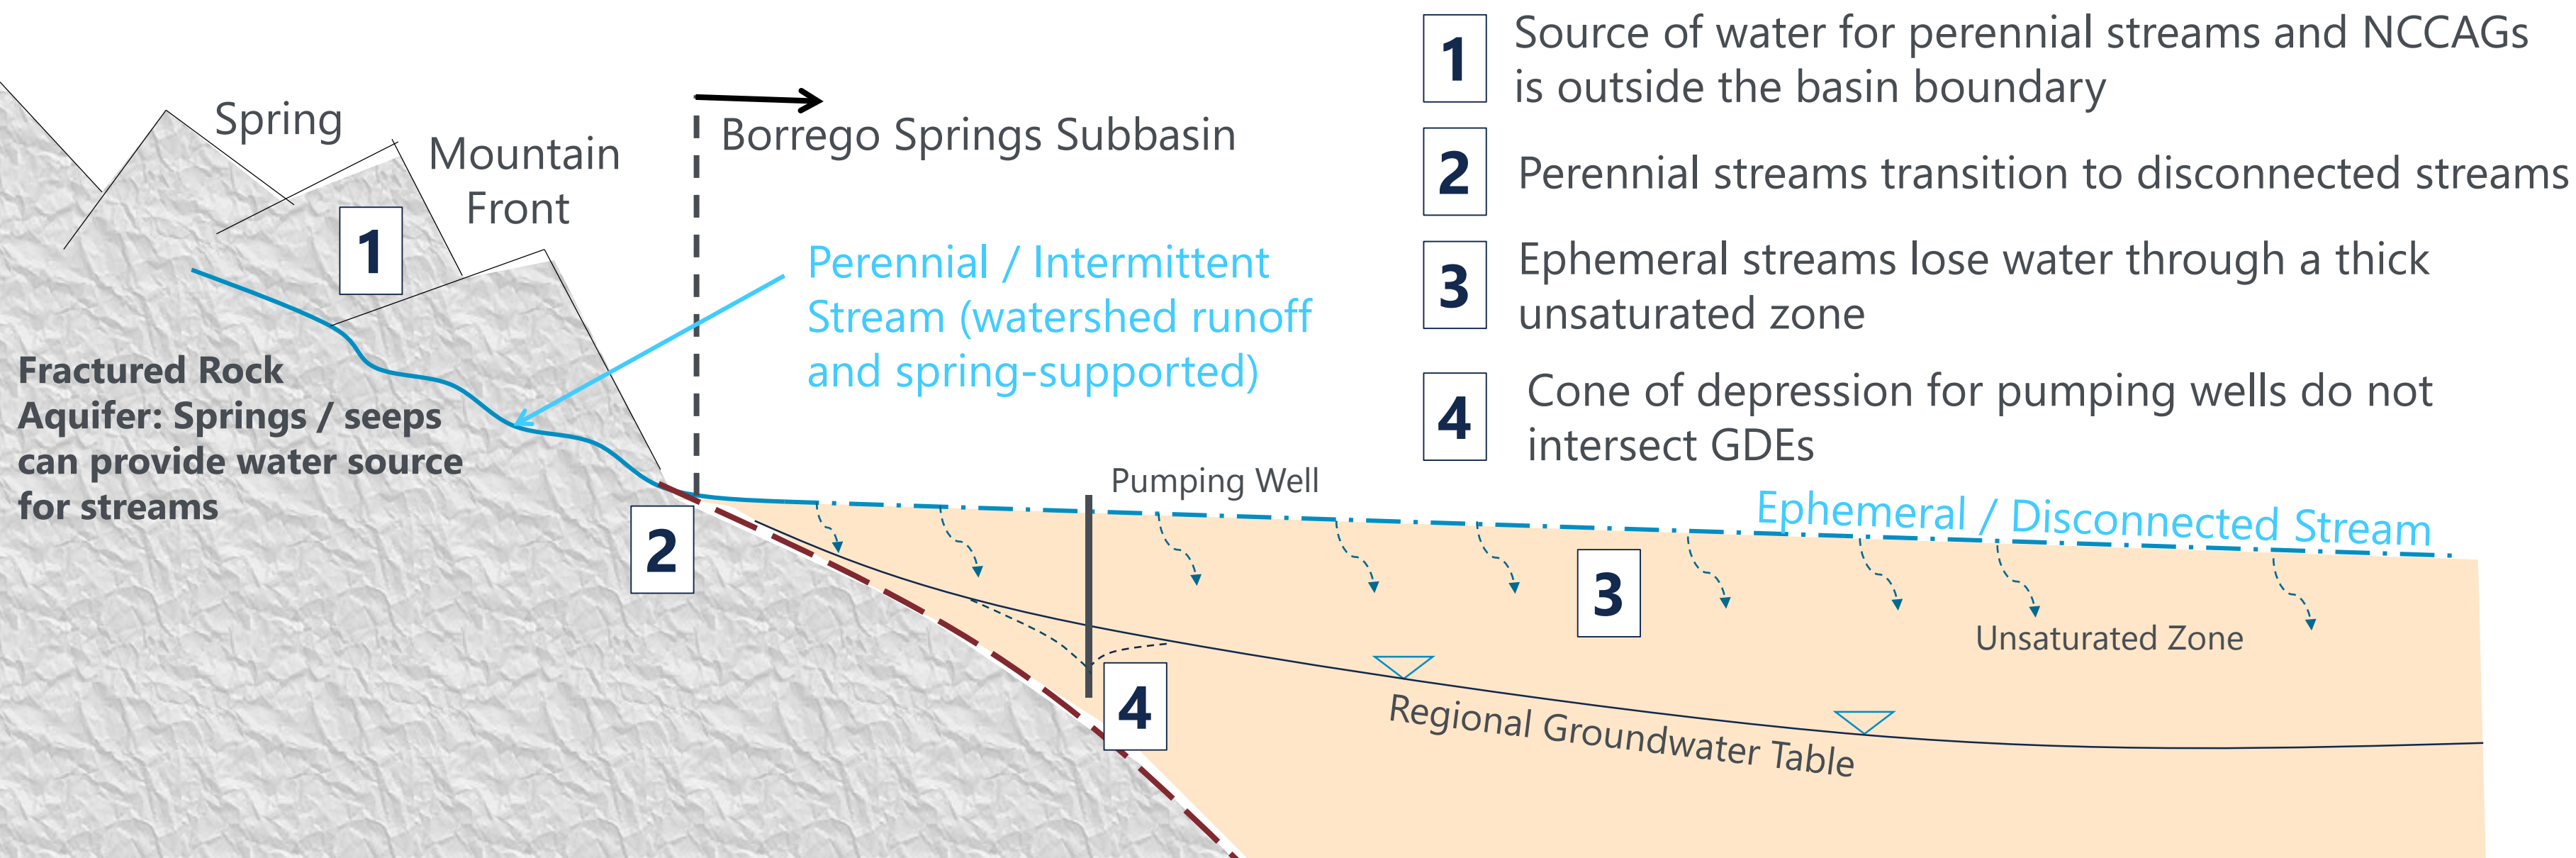 Spring
Mountain
Front
1
Fractured Rock
Aquifer: Springs / seeps
can provide water source
for streams
Borrego Springs Subbasin
Perennial / Intermittent
Stream (watershed runoff
and spring-supported)
1
Source of water for perennial streams and NCCAGs
is outside the basin boundary
2
Perennial streams transition to disconnected streams
3
Ephemeral streams lose water through a thick
unsaturated zone
4
Cone of depression for pumping wells do not
intersect GDEs
Pumping Well
Ephemeral / Disconnected Stream
2
3
Unsaturated Zone
4
Regional Groundwater Table